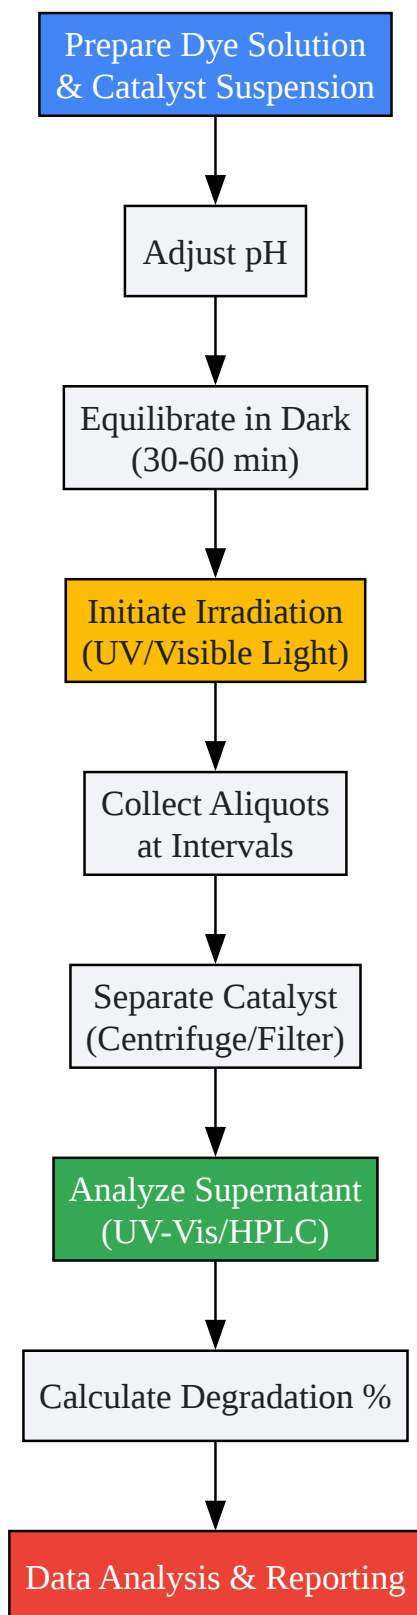 Prepare Dye Solution
& Catalyst Suspension
Adjust pH
Equilibrate in Dark
(30-60 min)
Initiate Irradiation
(UV/Visible Light)
Collect Aliquots
at Intervals
Separate Catalyst
(Centrifuge/Filter)
Analyze Supernatant
(UV-Vis/HPLC)
Calculate Degradation %
Data Analysis & Reporting